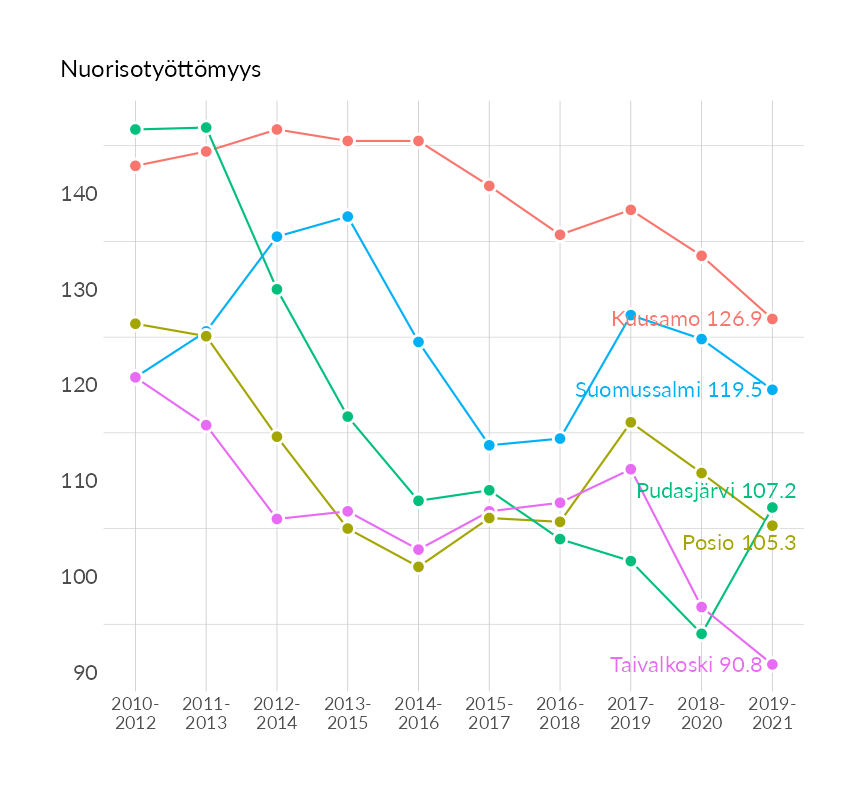 Nuorisotyöttömyys
140
130
Kuusamo 126.9
120
Suomussalmi 119.5
110
Pudasjärvi 107.2
Posio 105.3
100
Taivalkoski 90.8
90
2010- 2011- 2012- 2013- 2014- 2015- 2016- 2017- 2018- 2019-
2012 2013 2014 2015 2016 2017 2018 2019 2020 2021